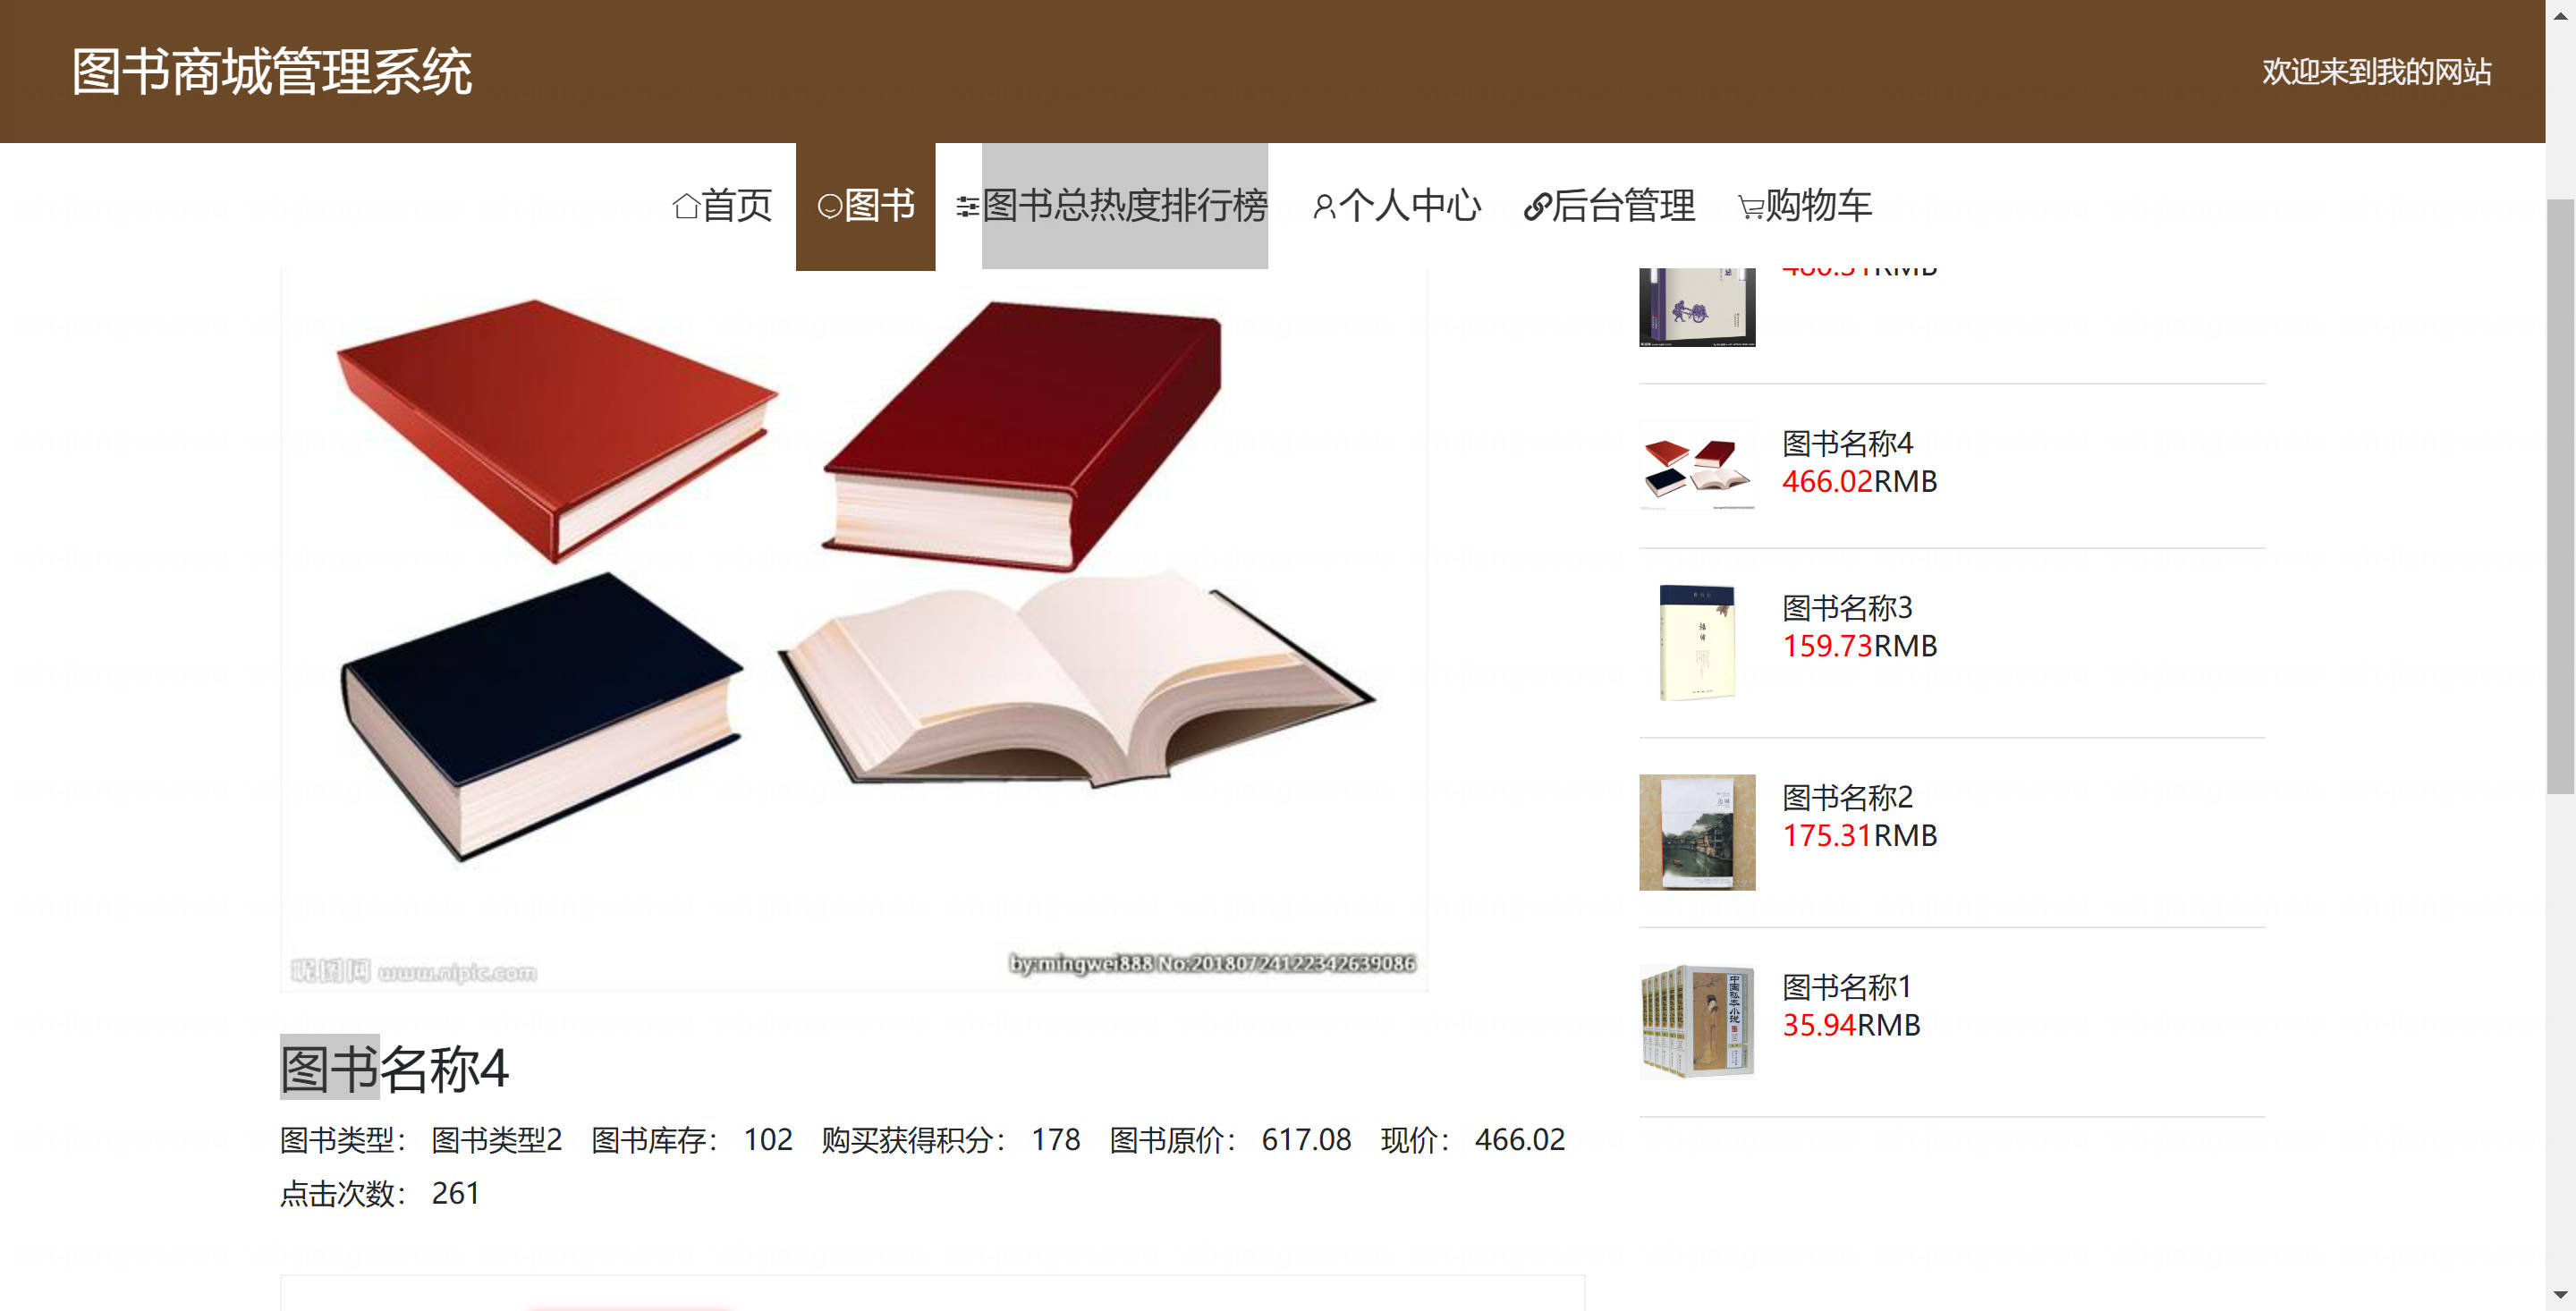 图书商城管理系统
欢迎来到我的网站
首页
图书
图书总热度排行榜
个人中心
后台管理
购物车
昵图网 www.nipic.com
by:mingwei888 No:20180724122342639086
图书名称4
图书类型： 图书类型2 图书库存： 102 购买获得积分： 178 图书原价： 617.08 现价： 466.02
点击次数： 261
图书名称4
466.02RMB
图书名称3
159.73RMB
图书名称2
175.31RMB
图书名称1
35.94RMB